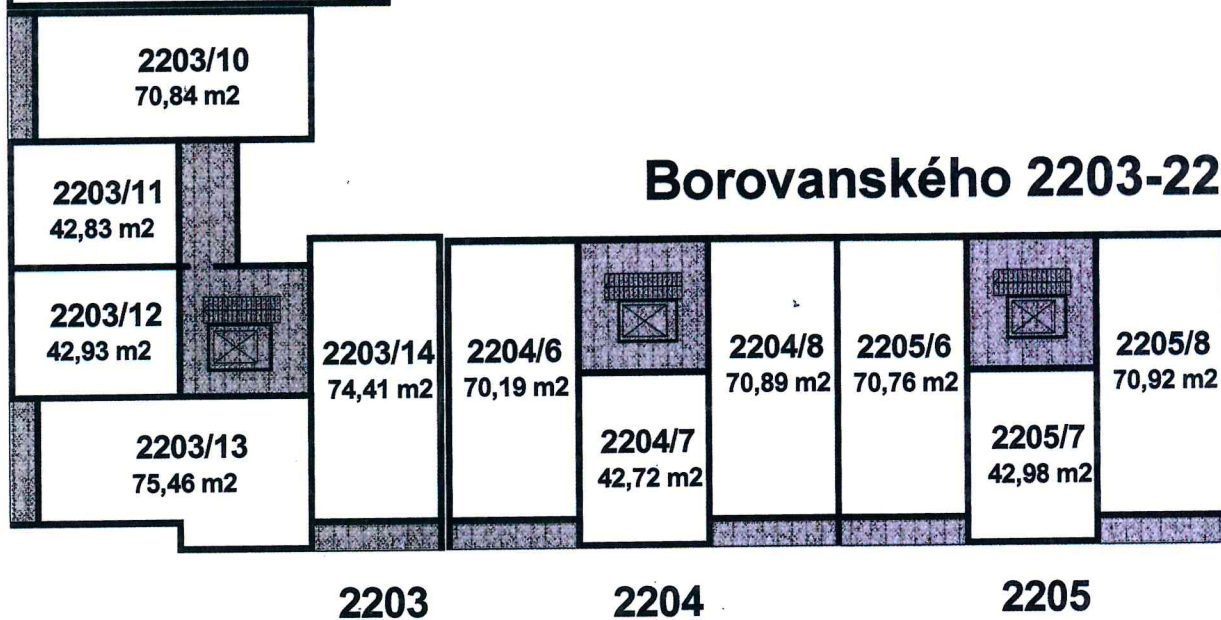 2203/10
70,84 m2
2203/11
42,83 m2
Borovanského 2203-22
2203/12
42,93 m2
2203/14
74,41 m2
2204/6
70,19 m2
2204/8
70,89 m2
2205/6
70,76 m2
2205/8
70,92 m2
2203/13
75,46 m2
2204/7
42,72 m2
2205/7
42,98 m2
2203
2204
2205